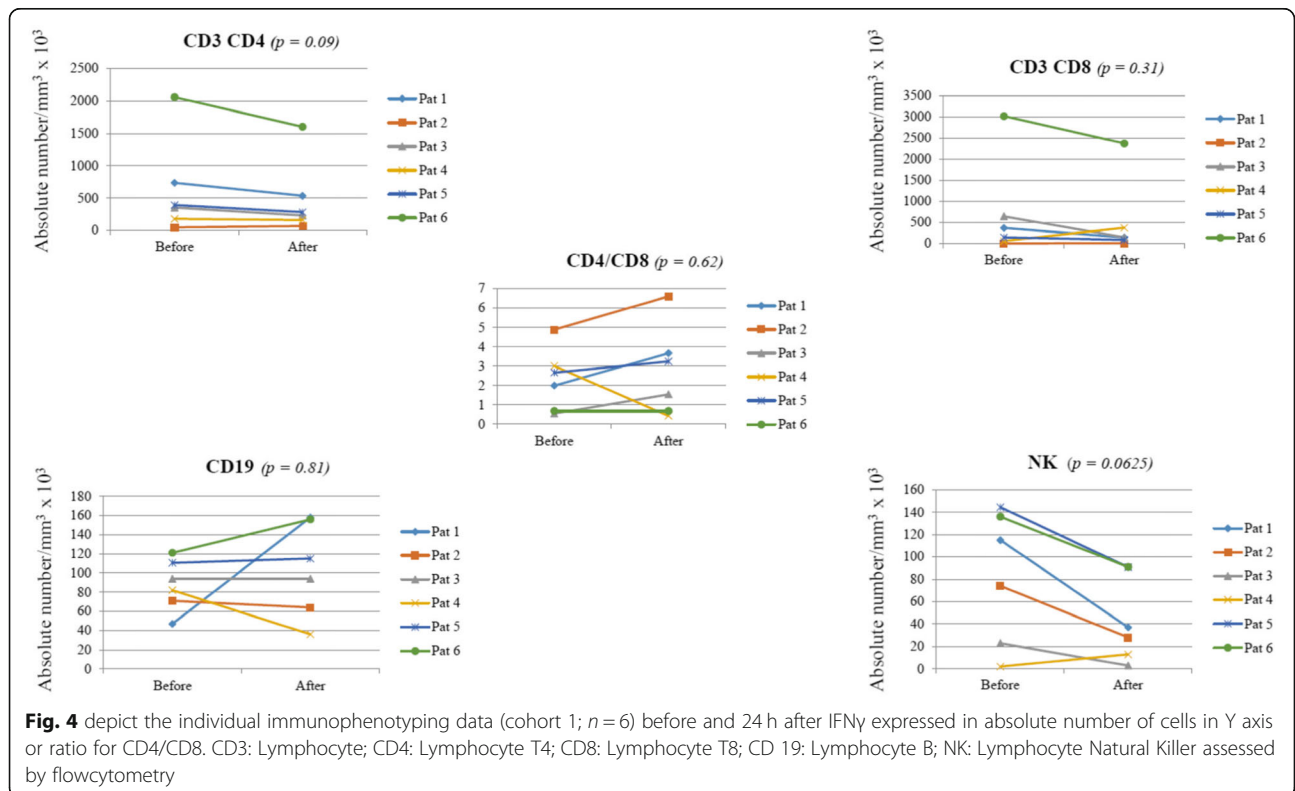 CD3 CD4 (p = 0.09)
Absolute number/mm³ x 10³
2500
2000
1500
1000
500
0
Before
After
Pat 1
Pat 2
Pat 3
Pat 4
Pat 5
Pat 6
CD3 CD8 (p = 0.31)
Absolute number/mm³ x 10³
3500
3000
2500
2000
1500
1000
500
0
Before
After
Pat 1
Pat 2
Pat 3
Pat 4
Pat 5
Pat 6
CD4/CD8 (p = 0.62)
7
6
5
4
3
2
1
0
Before
After
Pat 1
Pat 2
Pat 3
Pat 4
Pat 5
Pat 6
CD19 (p = 0.81)
Absolute number/mm³ x 10³
180
160
140
120
100
80
60
40
20
0
Before
After
Pat 1
Pat 2
Pat 3
Pat 4
Pat 5
Pat 6
NK (p = 0.0625)
Absolute number/mm³ x 10³
160
140
120
100
80
60
40
20
0
Before
After
Pat 1
Pat 2
Pat 3
Pat 4
Pat 5
Pat 6
Fig. 4 depict the individual immunophenotyping data (cohort 1; n = 6) before and 24 h after IFNγ expressed in absolute number of cells in Y axis
or ratio for CD4/CD8. CD3: Lymphocyte; CD4: Lymphocyte T4; CD8: Lymphocyte T8; CD 19: Lymphocyte B; NK: Lymphocyte Natural Killer assessed
by flowcytometry